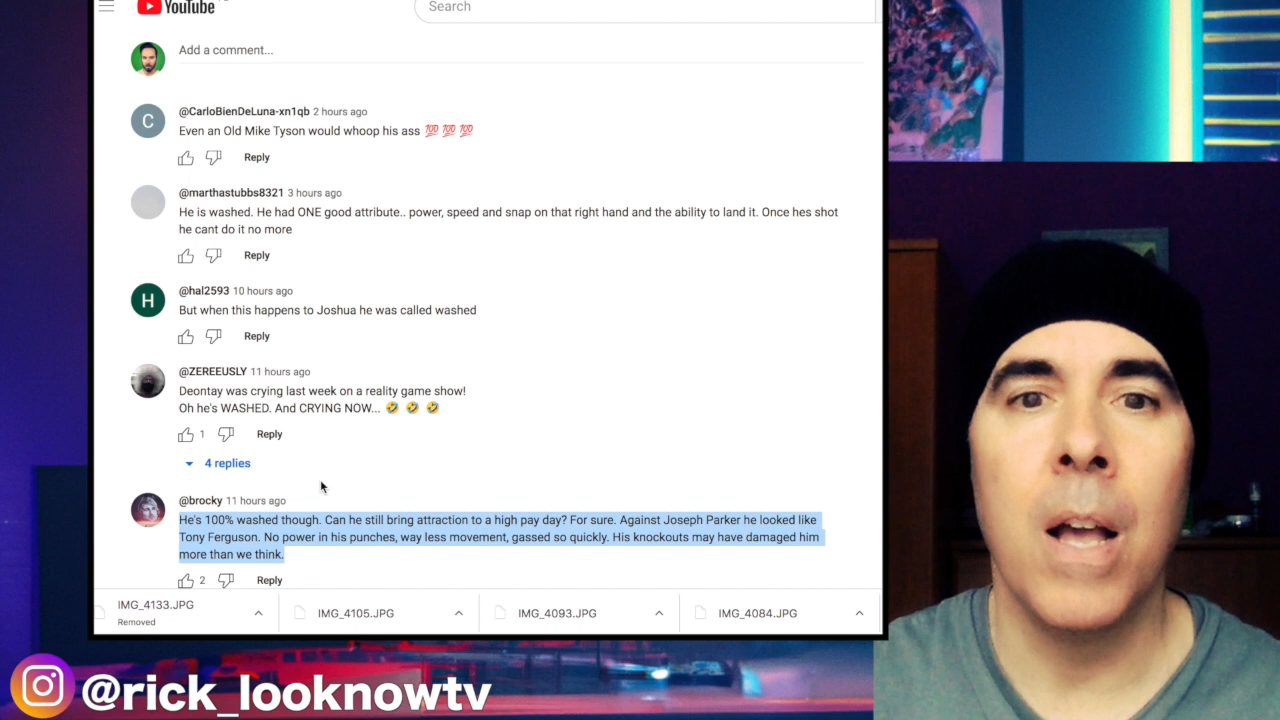 YouTube
Search
Add a comment...
C
@CarloBienDeLuna-xn1qb 2 hours ago
Even an Old Mike Tyson would whoop his ass 💯 💯 💯
Reply
@marthastubbs8321 3 hours ago
He is washed. He had ONE good attribute.. power, speed and snap on that right hand and the ability to land it. Once hes shot
he cant do it no more
Reply
H
@hal2593 10 hours ago
But when this happens to Joshua he was called washed
Reply
@ZEREEUSLY 11 hours ago
Deontay was crying last week on a reality game show!
Oh he's WASHED. And CRYING NOW... 🤣 🤣 🤣
1 Reply
4 replies
@brocky 11 hours ago
He's 100% washed though. Can he still bring attraction to a high pay day? For sure. Against Joseph Parker he looked like
Tony Ferguson. No power in his punches, way less movement, gassed so quickly. His knockouts may have damaged him
more than we think.
2 Reply
IMG_4133.JPG IMG_4105.JPG IMG_4093.JPG IMG_4084.JPG
Removed
@rick_looknowtv